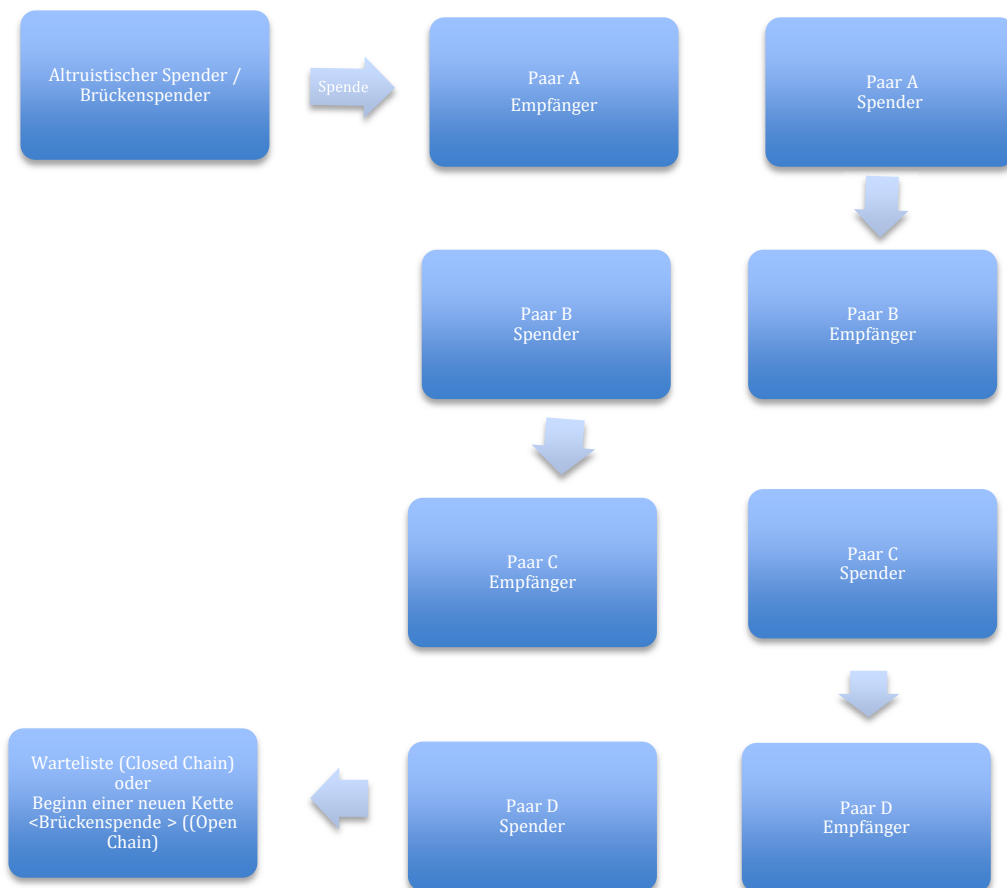 Altruistischer Spender /
Brückenspender
Spende
Paar A
Empfänger
Paar A
Spender
Paar B
Spender
Paar B
Empfänger
Paar C
Empfänger
Paar C
Spender
Warteliste (Closed Chain)
oder
Beginn einer neuen Kette
<Brückenspende > ((Open
Chain)
Paar D
Spender
Paar D
Empfänger